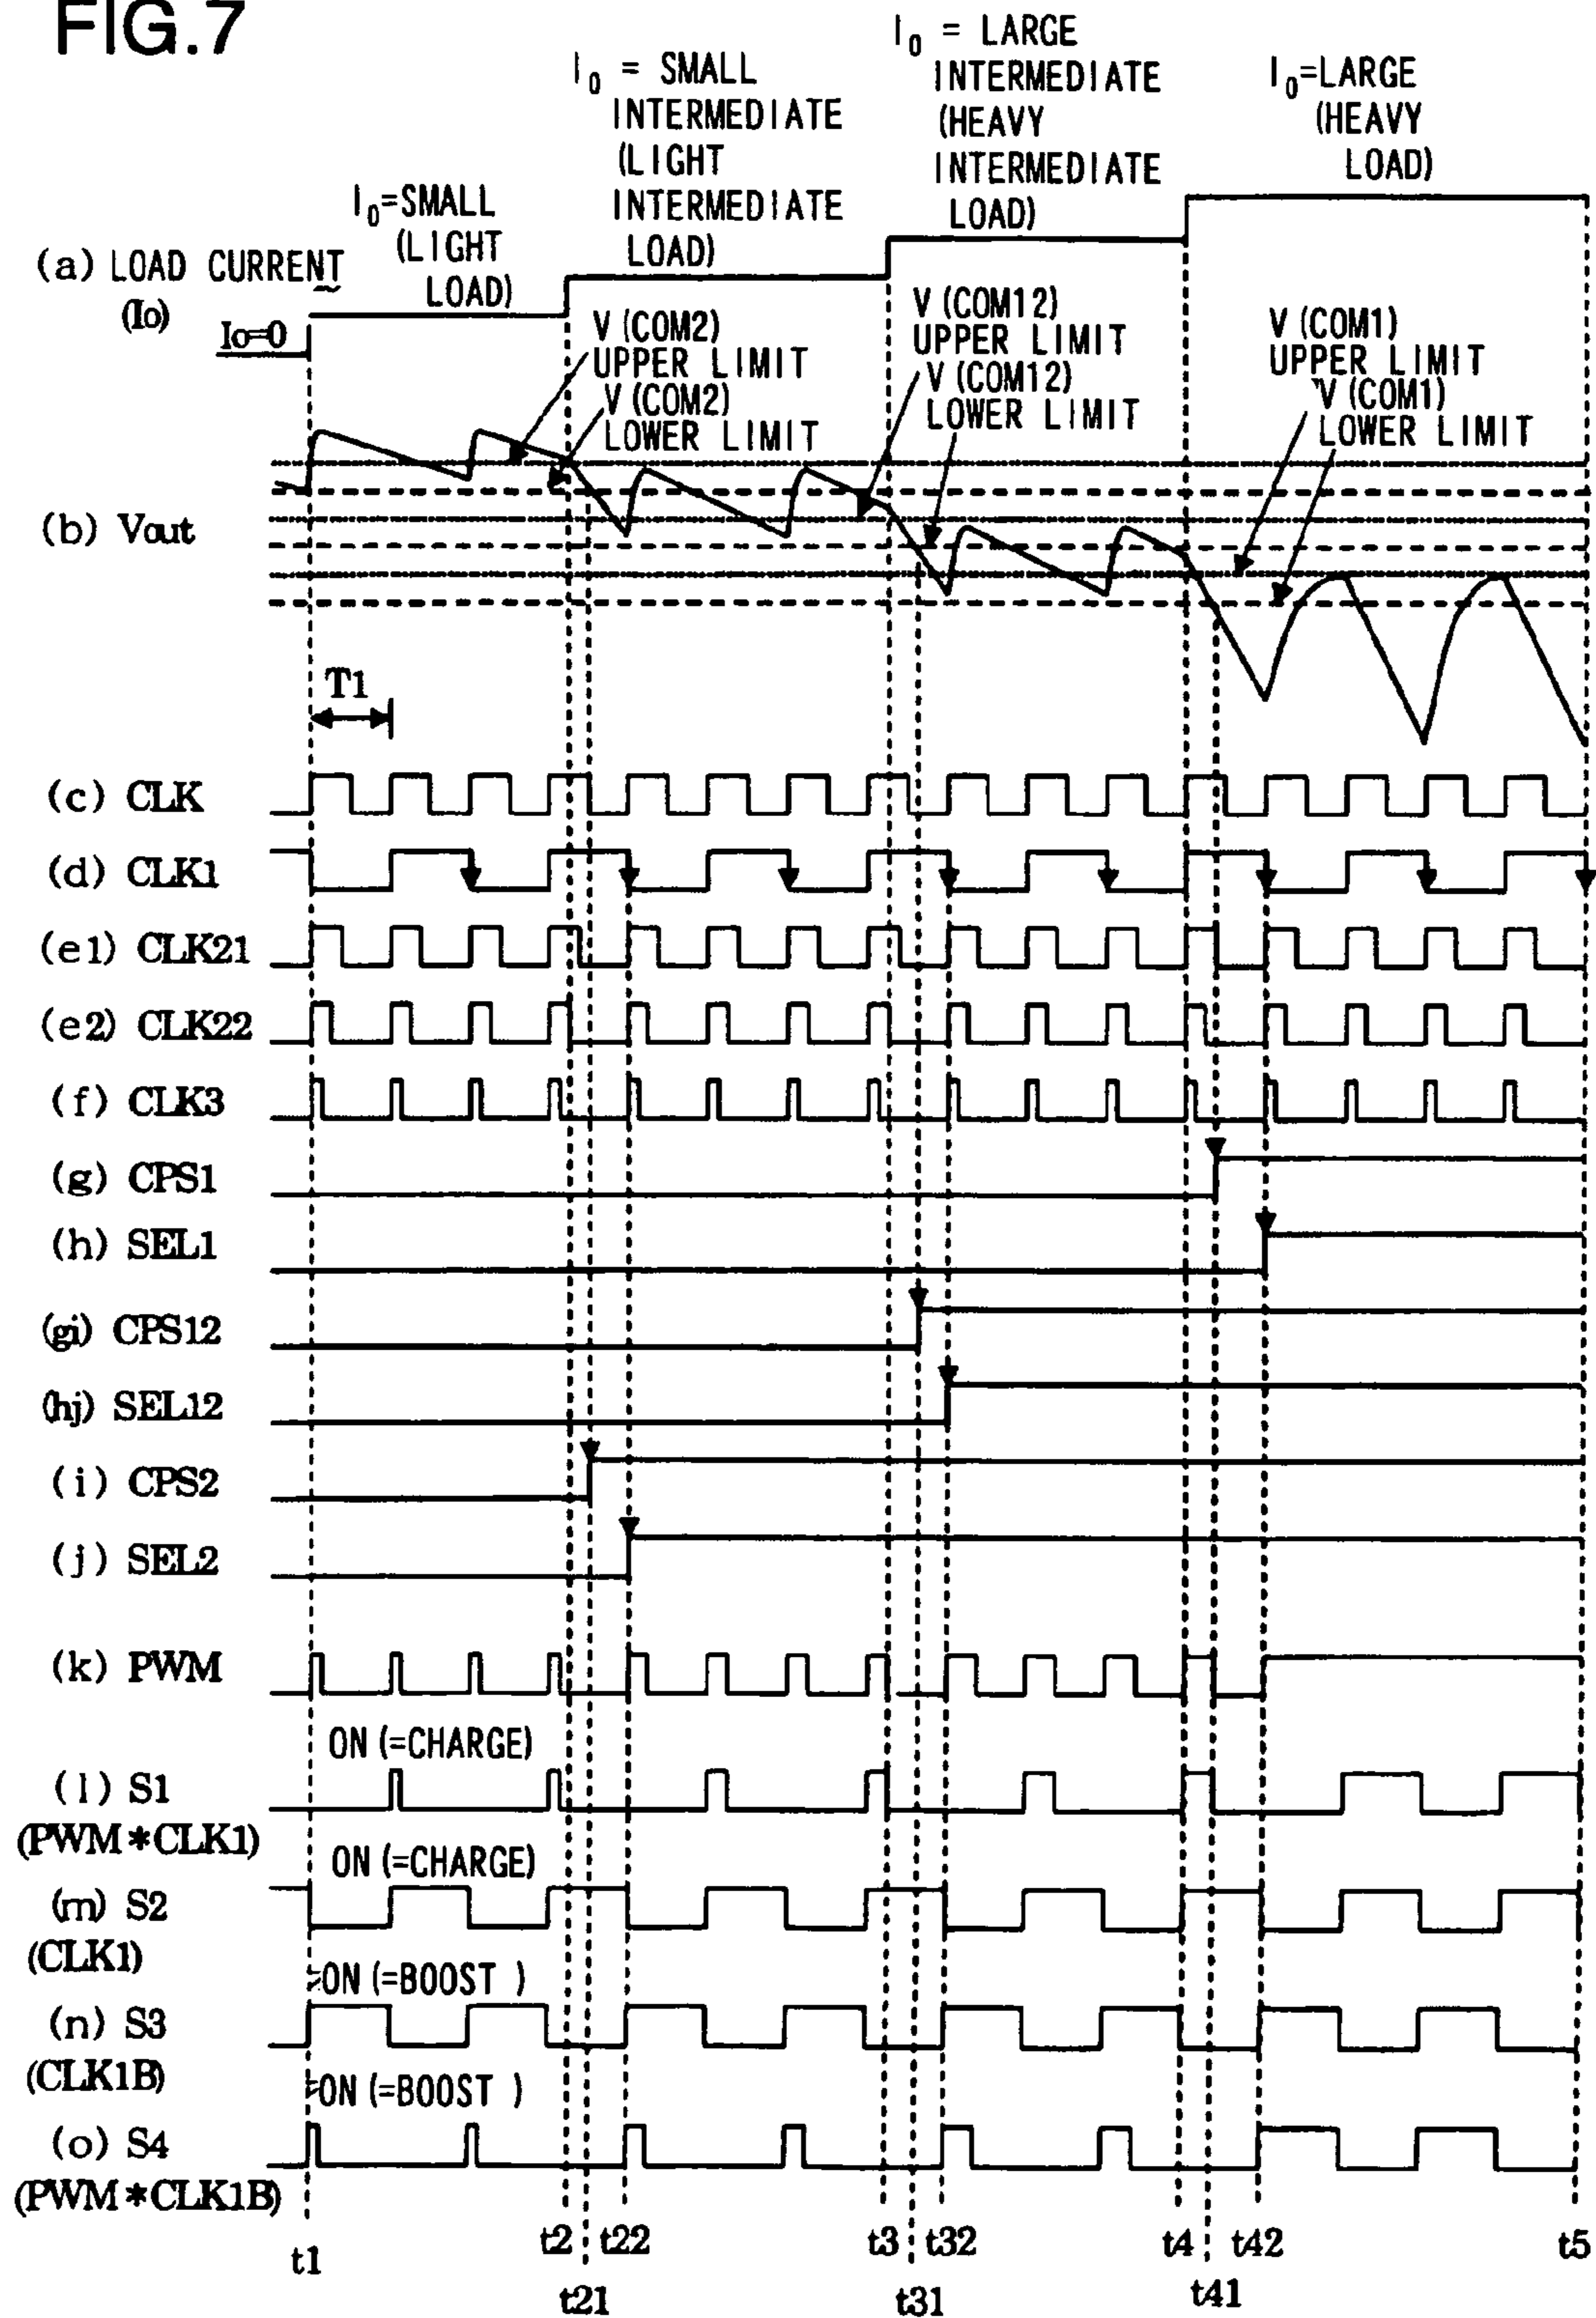 FIG.7
I0 = SMALL
INTERMEDIATE
(LIGHT
INTERMEDIATE
LOAD)
I0 = LARGE
INTERMEDIATE
(HEAVY
INTERMEDIATE
LOAD)
I0=LARGE
(HEAVY
LOAD)
I0=SMALL
(LIGHT
LOAD)
(a) LOAD CURRENT
(Io)
Io=0
V (COM2)
UPPER LIMIT
V (COM2)
LOWER LIMIT
V (COM12)
UPPER LIMIT
V (COM12)
LOWER LIMIT
V (COM1)
UPPER LIMIT
V (COM1)
LOWER LIMIT
(b) Vout
T1
(c) CLK
(d) CLK1
(e1) CLK21
(e2) CLK22
(f) CLK3
(g) CPS1
(h) SEL1
(gi) CPS12
(hj) SEL12
(i) CPS2
(j) SEL2
(k) PWM
ON (=CHARGE)
(l) S1
(PWM*CLK1)
ON (=CHARGE)
(m) S2
(CLK1)
ON (=BOOST )
(n) S3
(CLK1B)
ON (=BOOST )
(o) S4
(PWM*CLK1B)
t1 t2 t22 t3 t32 t4 t42 t5
t21 t31 t41